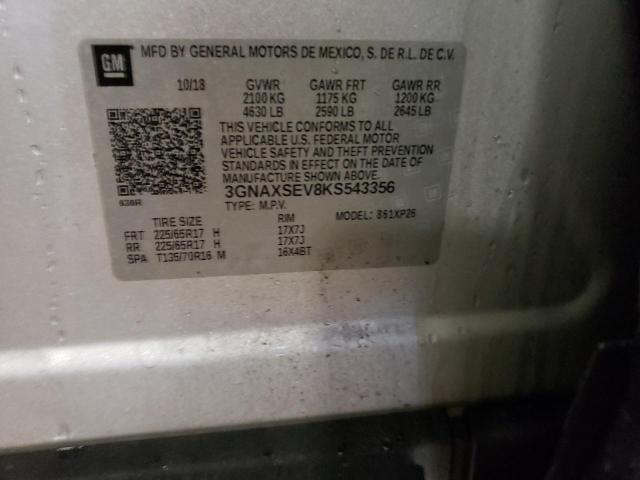 GM MFD BY GENERAL MOTORS DE MEXICO, S. DE R.L. DE C.V.
10/18 GVWR GAWR FRT GAWR RR
2100 KG 1175 KG 1200 KG
4630 LB 2590 LB 2645 LB
THIS VEHICLE CONFORMS TO ALL
APPLICABLE U.S. FEDERAL MOTOR
VEHICLE SAFETY AND THEFT PREVENTION
STANDARDS IN EFFECT ON THE DATE OF
MANUFACTURE SHOWN ABOVE.
3GNAXSEV8KS543356
TYPE: M.P.V. MODEL: 861XP26
TIRE SIZE RIM
FRT 225/65R17 H 17X7J
RR 225/65R17 H 17X7J
SPA T135/70R16 M 16X4BT